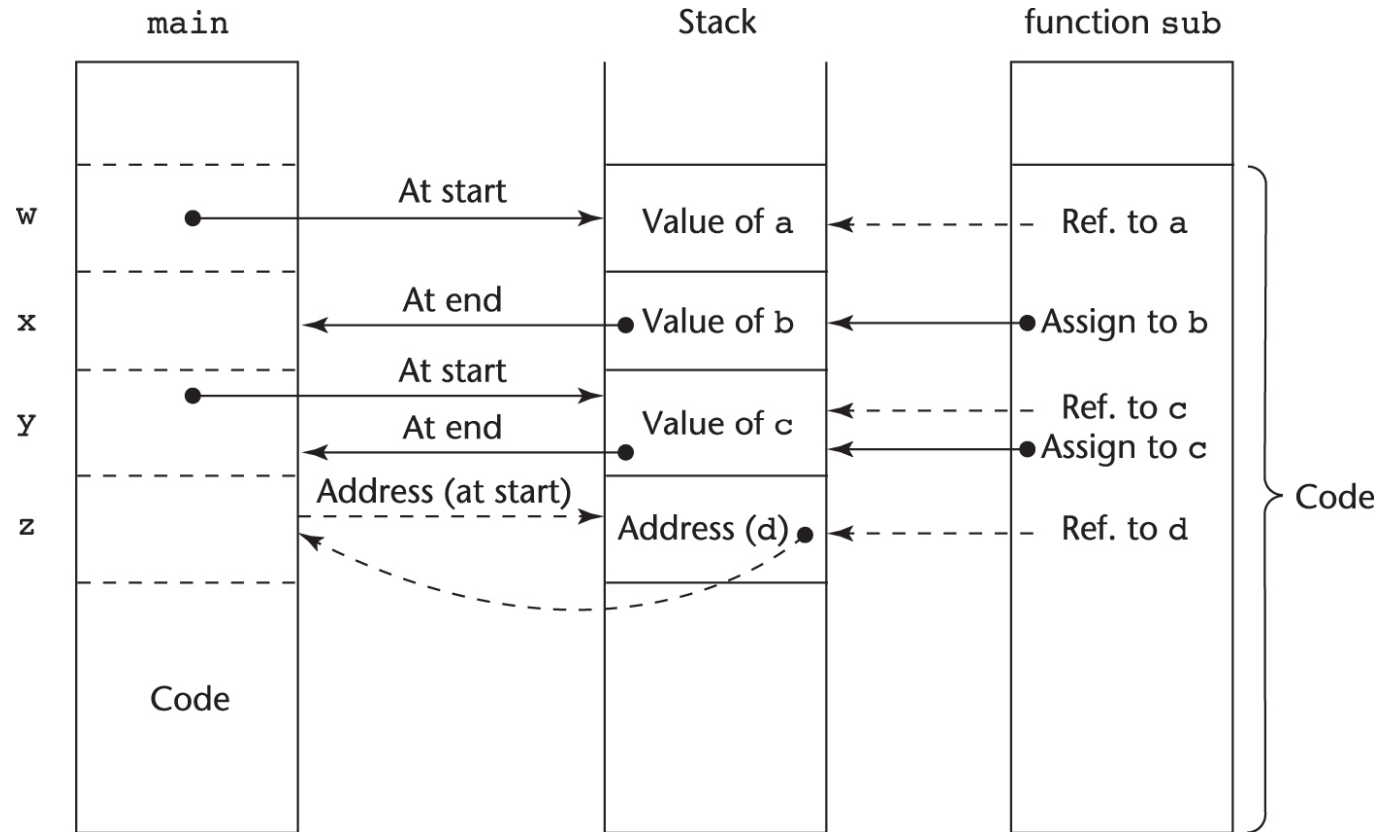 main
Stack
function sub
w
At start
Value of a
Ref. to a
x
At end
Value of b
Assign to b
y
At start
At end
Value of c
Ref. to c
Assign to c
z
Address (at start)
Address (d)
Ref. to d
Code
Code